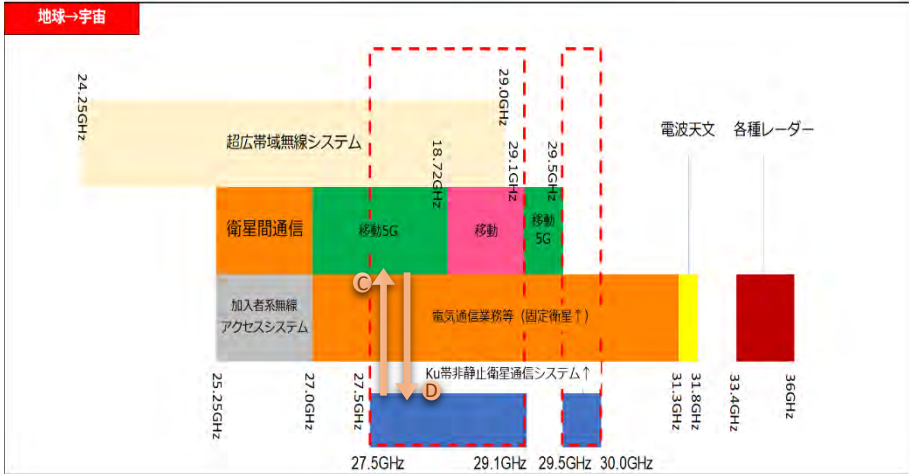 地球→宇宙
24.25GHz
29.0GHz
超広帯域無線システム
18.72GHz
29.1GHz
29.5GHz
電波天文
各種レーダー
衛星間通信
移動5G
移動
移動
5G
加入者系無線
アクセスシステム
C
電気通信業務等（固定衛星↑）
Ku帯非静止衛星通信システム↑
D
25.25GHz
27.0GHz
27.5GHz
31.3GHz
31.8GHz
33.4GHz
36GHz
27.5GHz
29.1GHz
29.5GHz
30.0GHz